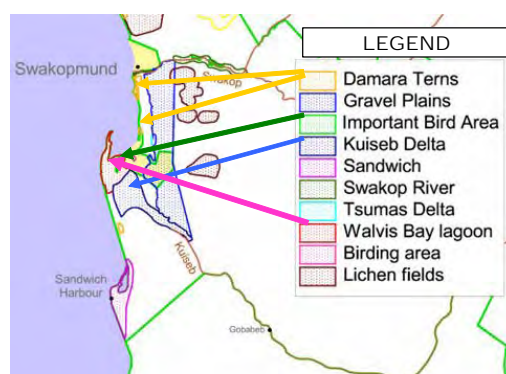 LEGEND
Swakopmund
Swakop
Damara Terns
Gravel Plains
Important Bird Area
Kuiseb Delta
Sandwich
Swakop River
Tsumas Delta
Walvis Bay lagoon
Birding area
Lichen fields
Kuiseb
Sandwich
Harbour
Gobabeb